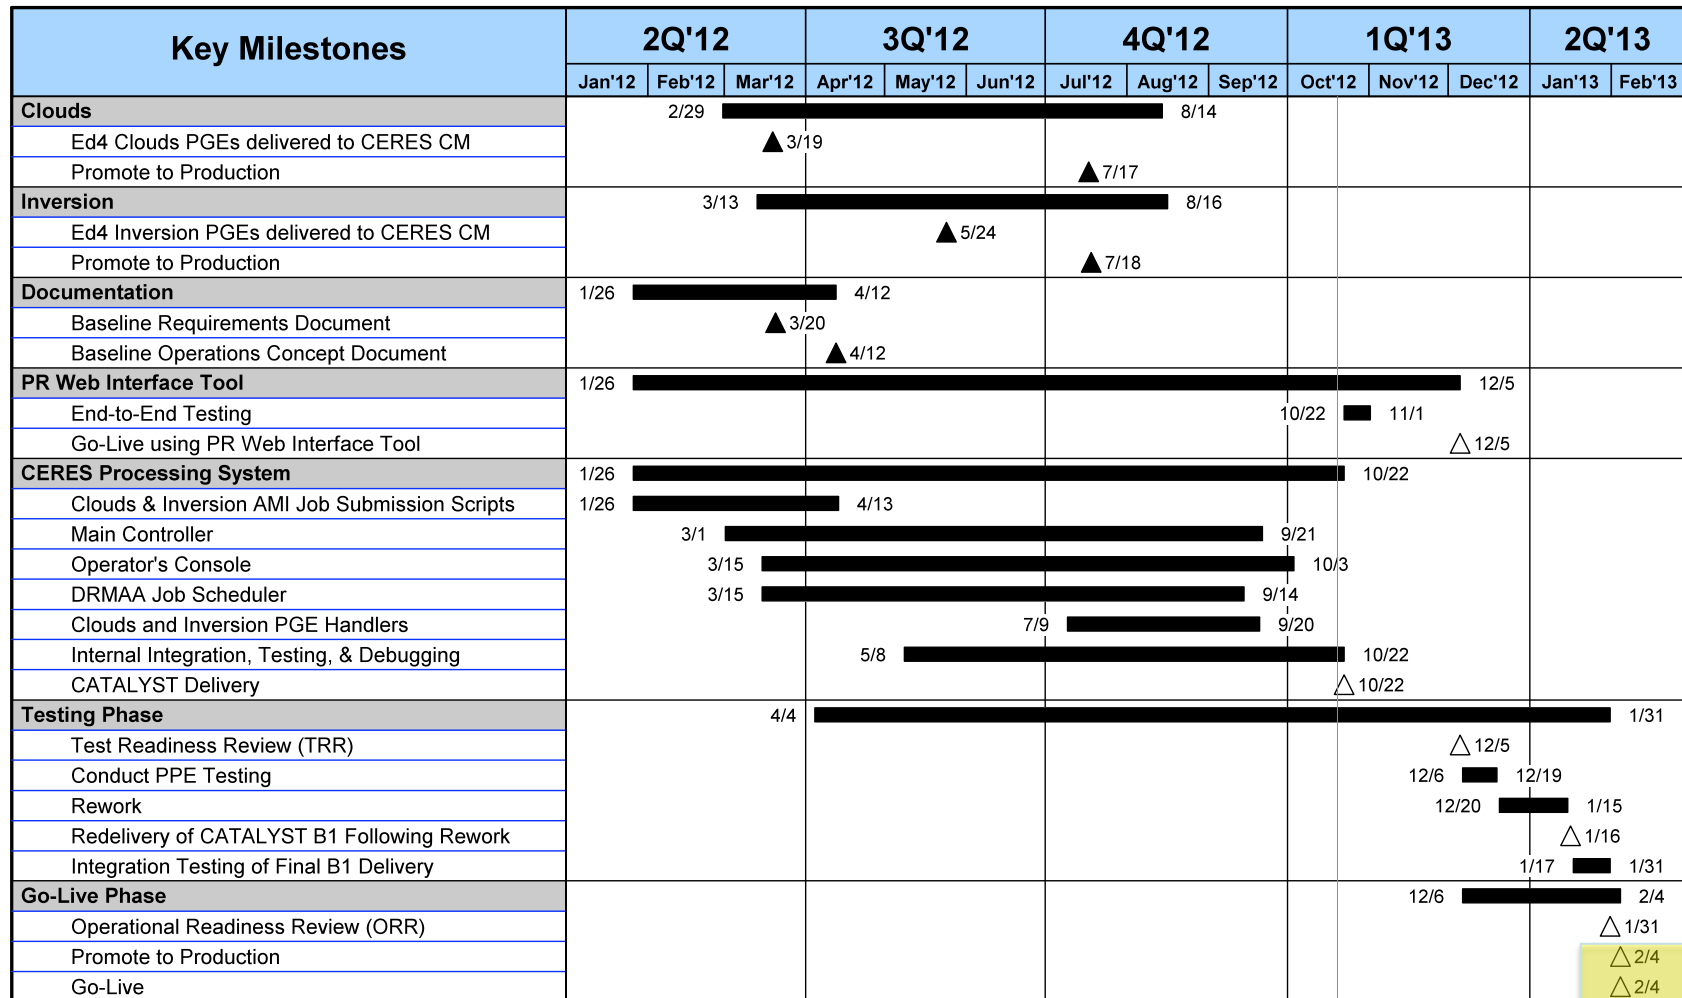 Key Milestones 2Q'12 3Q'12 4Q'12 1Q'13 2Q'13
Jan'12 Feb'12 Mar'12 Apr'12 May'12 Jun'12 Jul'12 Aug'12 Sep'12 Oct'12 Nov'12 Dec'12 Jan'13 Feb'13
Clouds 2/29 8/14
Ed4 Clouds PGEs delivered to CERES CM 3/19
Promote to Production 7/17
Inversion 3/13 8/16
Ed4 Inversion PGEs delivered to CERES CM 5/24
Promote to Production 7/18
Documentation 1/26 4/12
Baseline Requirements Document 3/20
Baseline Operations Concept Document 4/12
PR Web Interface Tool 1/26 12/5
End-to-End Testing 10/22 11/1
Go-Live using PR Web Interface Tool 12/5
CERES Processing System 1/26 10/22
Clouds & Inversion AMI Job Submission Scripts 1/26 4/13
Main Controller 3/1 9/21
Operator's Console 3/15 10/3
DRMAA Job Scheduler 3/15 9/14
Clouds and Inversion PGE Handlers 7/9 9/20
Internal Integration, Testing, & Debugging 5/8 10/22
CATALYST Delivery 10/22
Testing Phase 4/4 1/31
Test Readiness Review (TRR) 12/5
Conduct PPE Testing 12/6 12/19
Rework 12/20 1/15
Redelivery of CATALYST B1 Following Rework 1/16
Integration Testing of Final B1 Delivery 1/17 1/31
Go-Live Phase 12/6 2/4
Operational Readiness Review (ORR) 1/31
Promote to Production 2/4
Go-Live 2/4